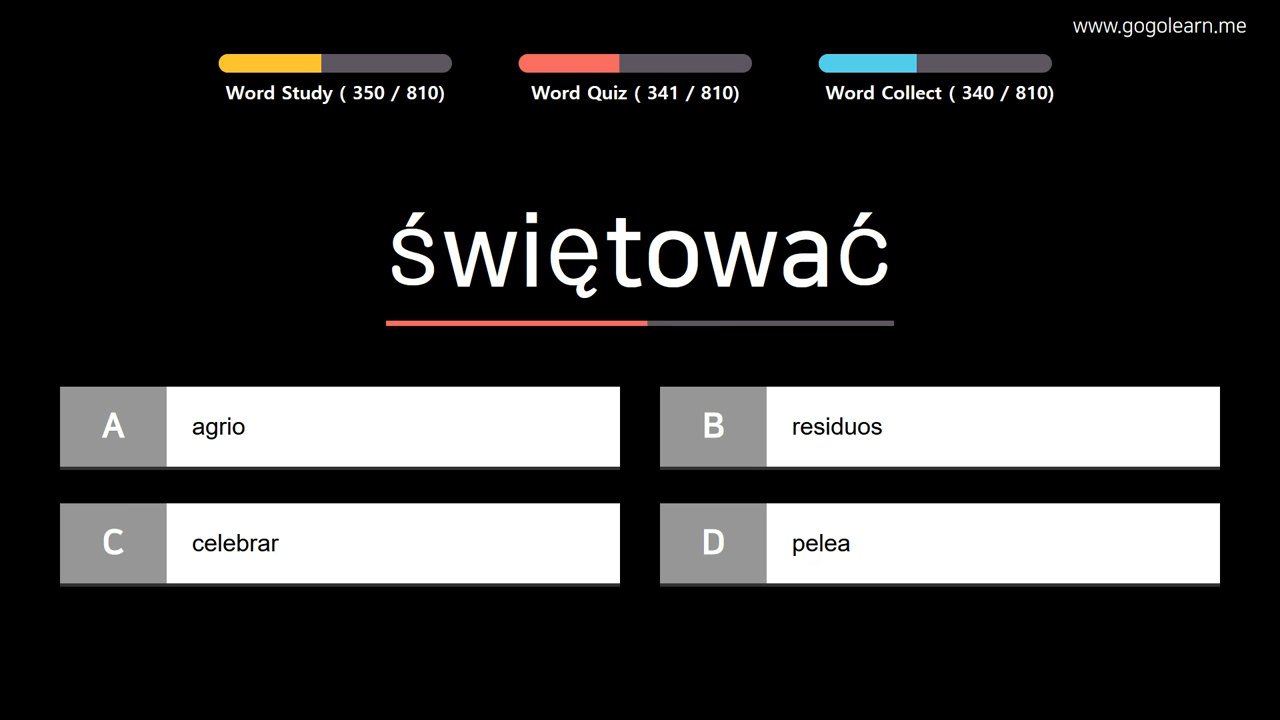 www.gogolearn.me
Word Study ( 350 / 810)
Word Quiz ( 341 / 810)
Word Collect ( 340 / 810)
świętować
A agrio
B residuos
C celebrar
D pelea